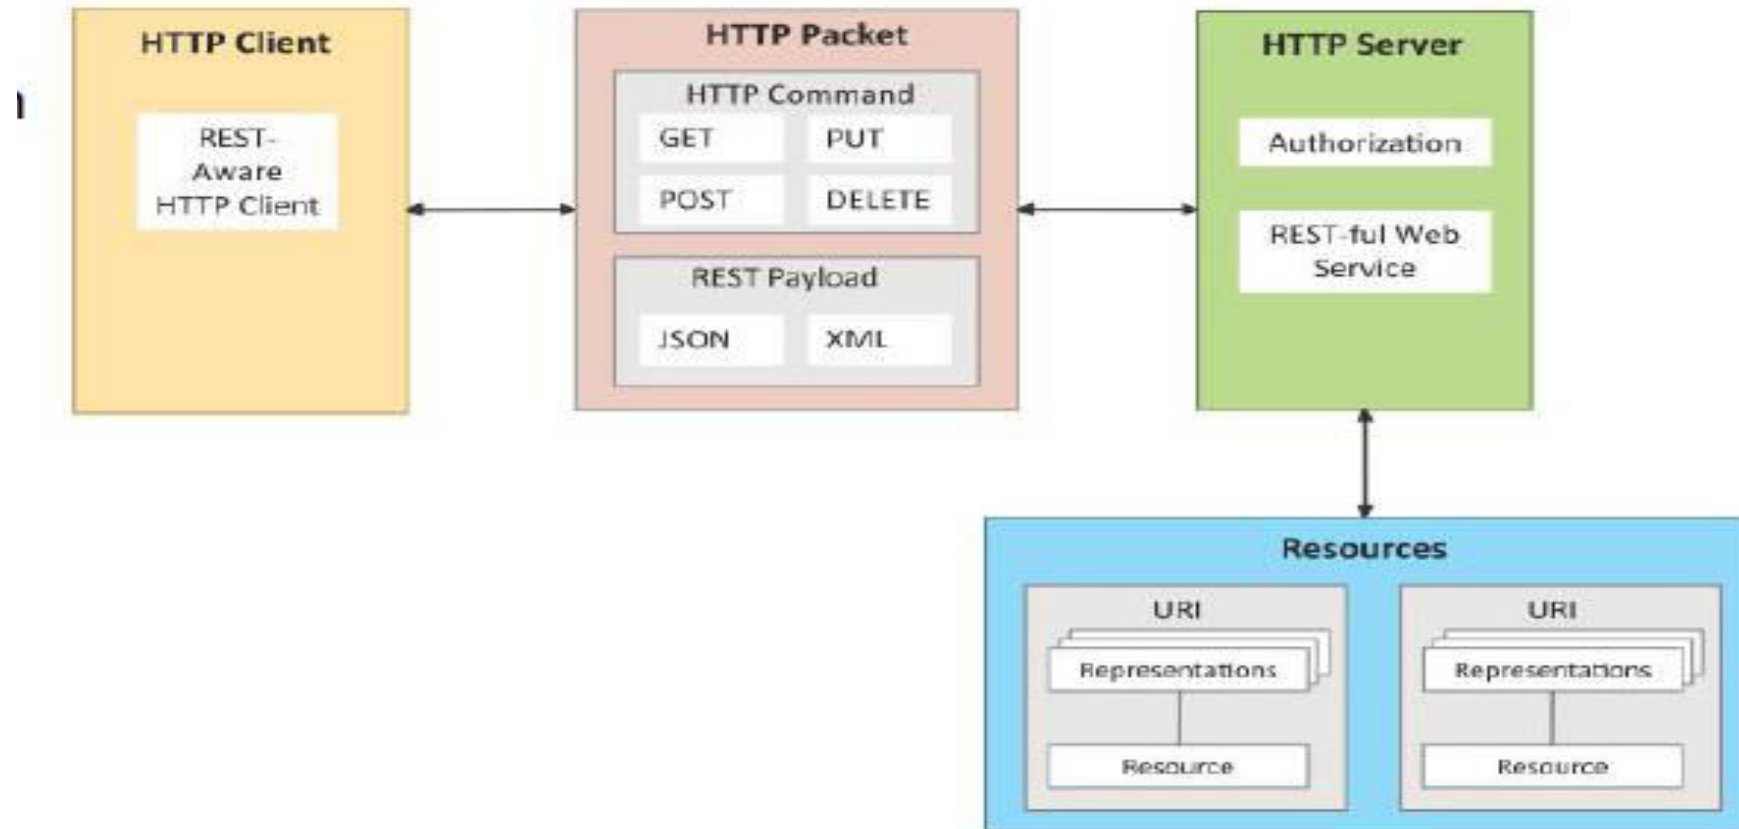 HTTP Client
REST-
Aware
HTTP Client
HTTP Packet
HTTP Command
GET
PUT
POST
DELETE
REST Payload
JSON
XML
HTTP Server
Authorization
REST-ful Web
Service
Resources
URI
Representations
Resource
URI
Representations
Resource